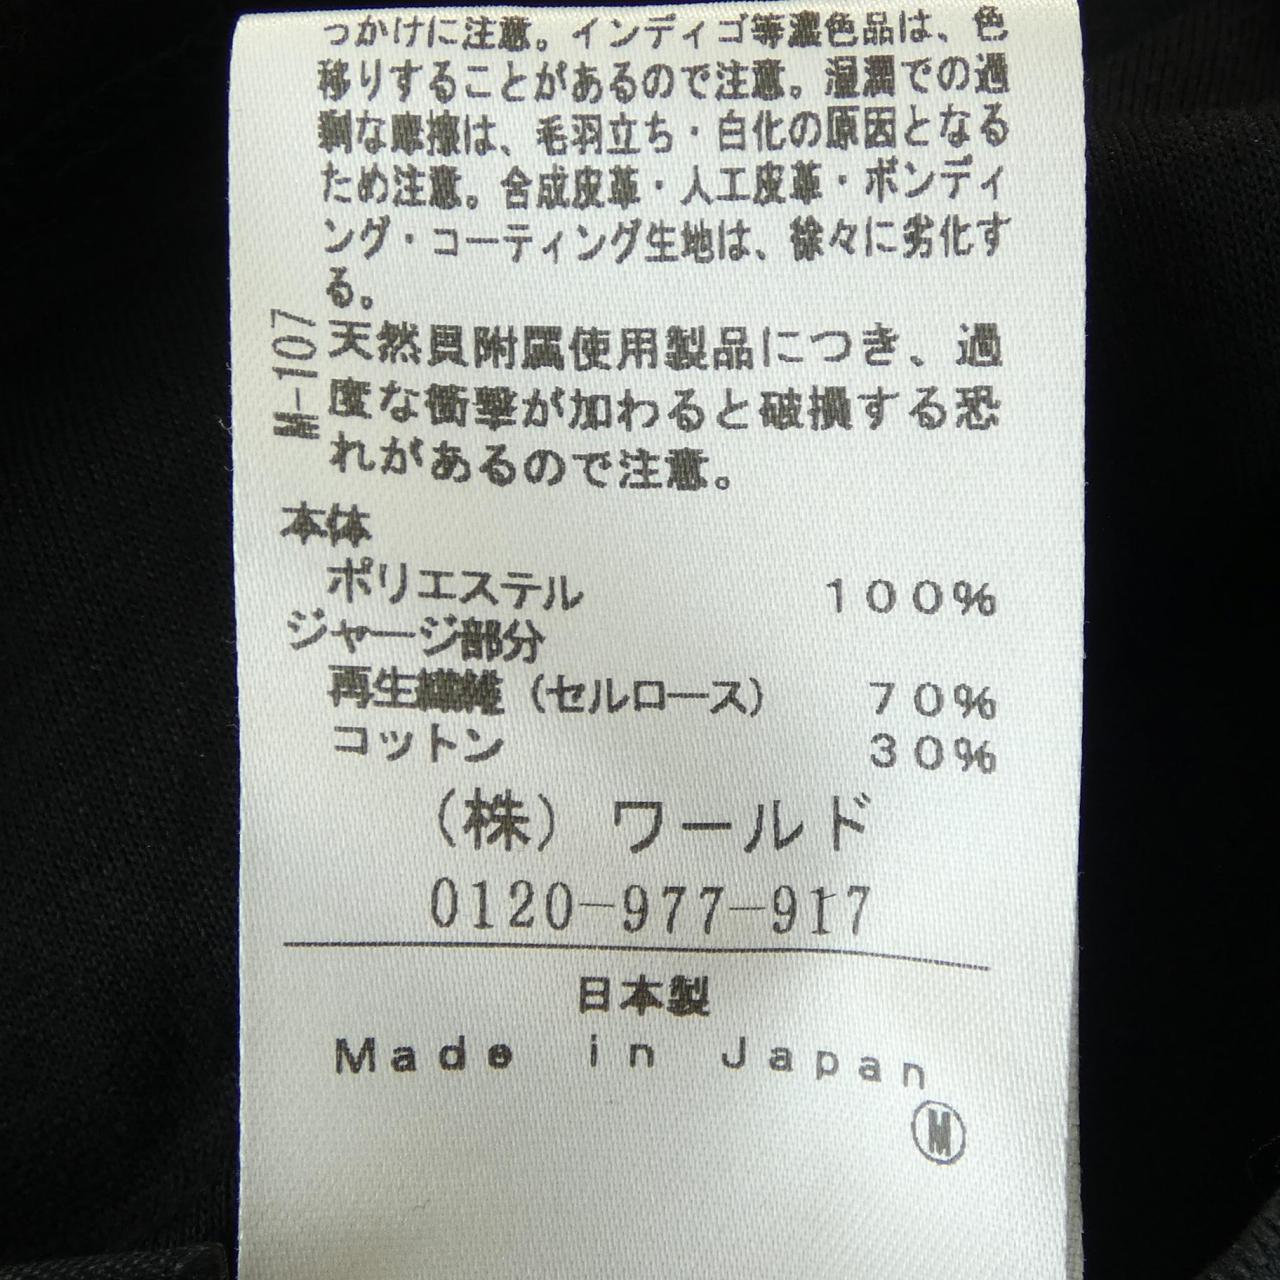 っかけに注意。インディゴ等濃色品は、色
移りすることがあるので注意。湿潤での過
剰な摩擦は、毛羽立ち・白化の原因となる
ため注意。合成皮革・人工皮革・ボンディ
ング・コーティング生地は、徐々に劣化す
る。
M-107
天然貝附属使用製品につき、過
度な衝撃が加わると破損する恐
れがあるので注意。
本体
ポリエステル 100%
ジャージ部分
再生繊維(セルロース) 70%
コットン 30%
(株)ワールド
0120-977-917
日本製
Made in Japan
Ⓜ